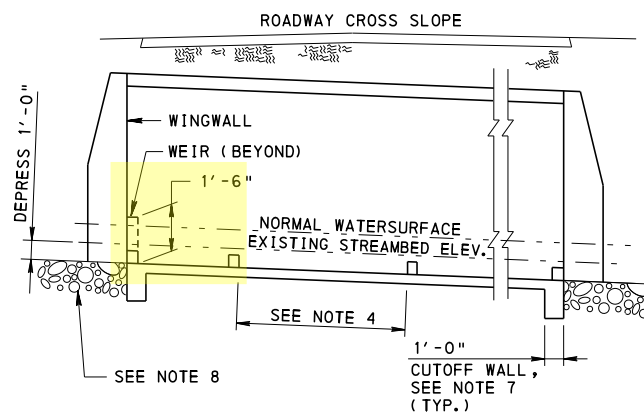 ROADWAY CROSS SLOPE
WINGWALL
WEIR (BEYOND)
1'-6"
DEPRESS 1'-0"
NORMAL WATERSURFACE
EXISTING STREAMBED ELEV.
SEE NOTE 4
SEE NOTE 8
1'-0"
CUTOFF WALL,
SEE NOTE 7
(TYP.)